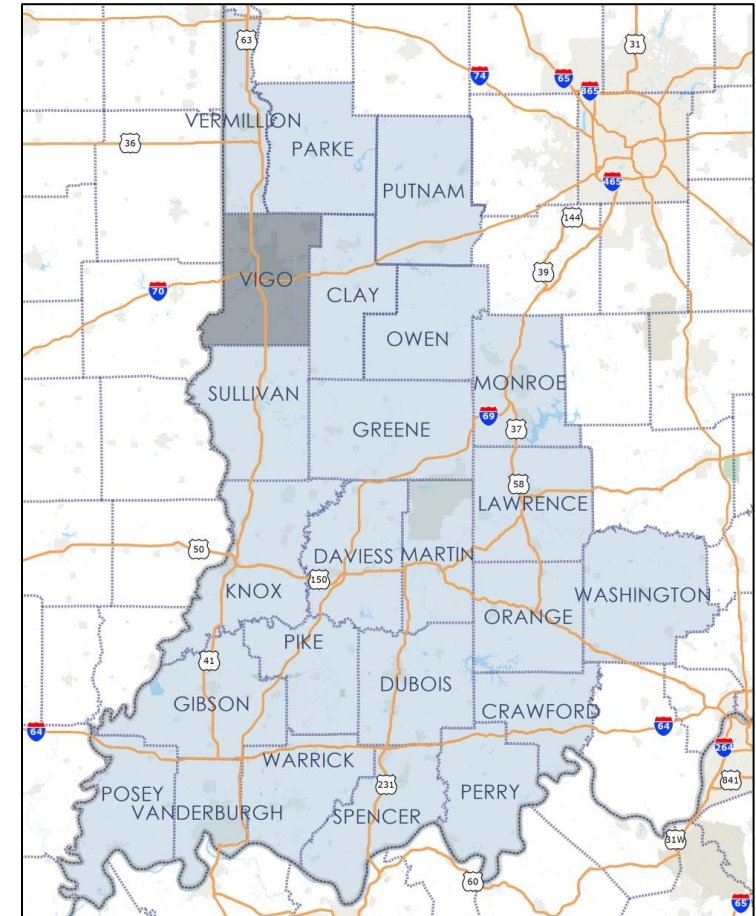 63
31
74
65
865
VERMILLION
36
PARKE
465
PUTNAM
144
39
VIGO
70
CLAY
OWEN
MONROE
SULLIVAN
69
GREENE
37
58
LAWRENCE
50
DAVIESS
MARTIN
150
KNOX
WASHINGTON
ORANGE
PIKE
41
DUBOIS
GIBSON
CRAWFORD
64
64
264
WARRICK
841
POSEY
231
PERRY
VANDERBURGH
SPENCER
31W
60
65